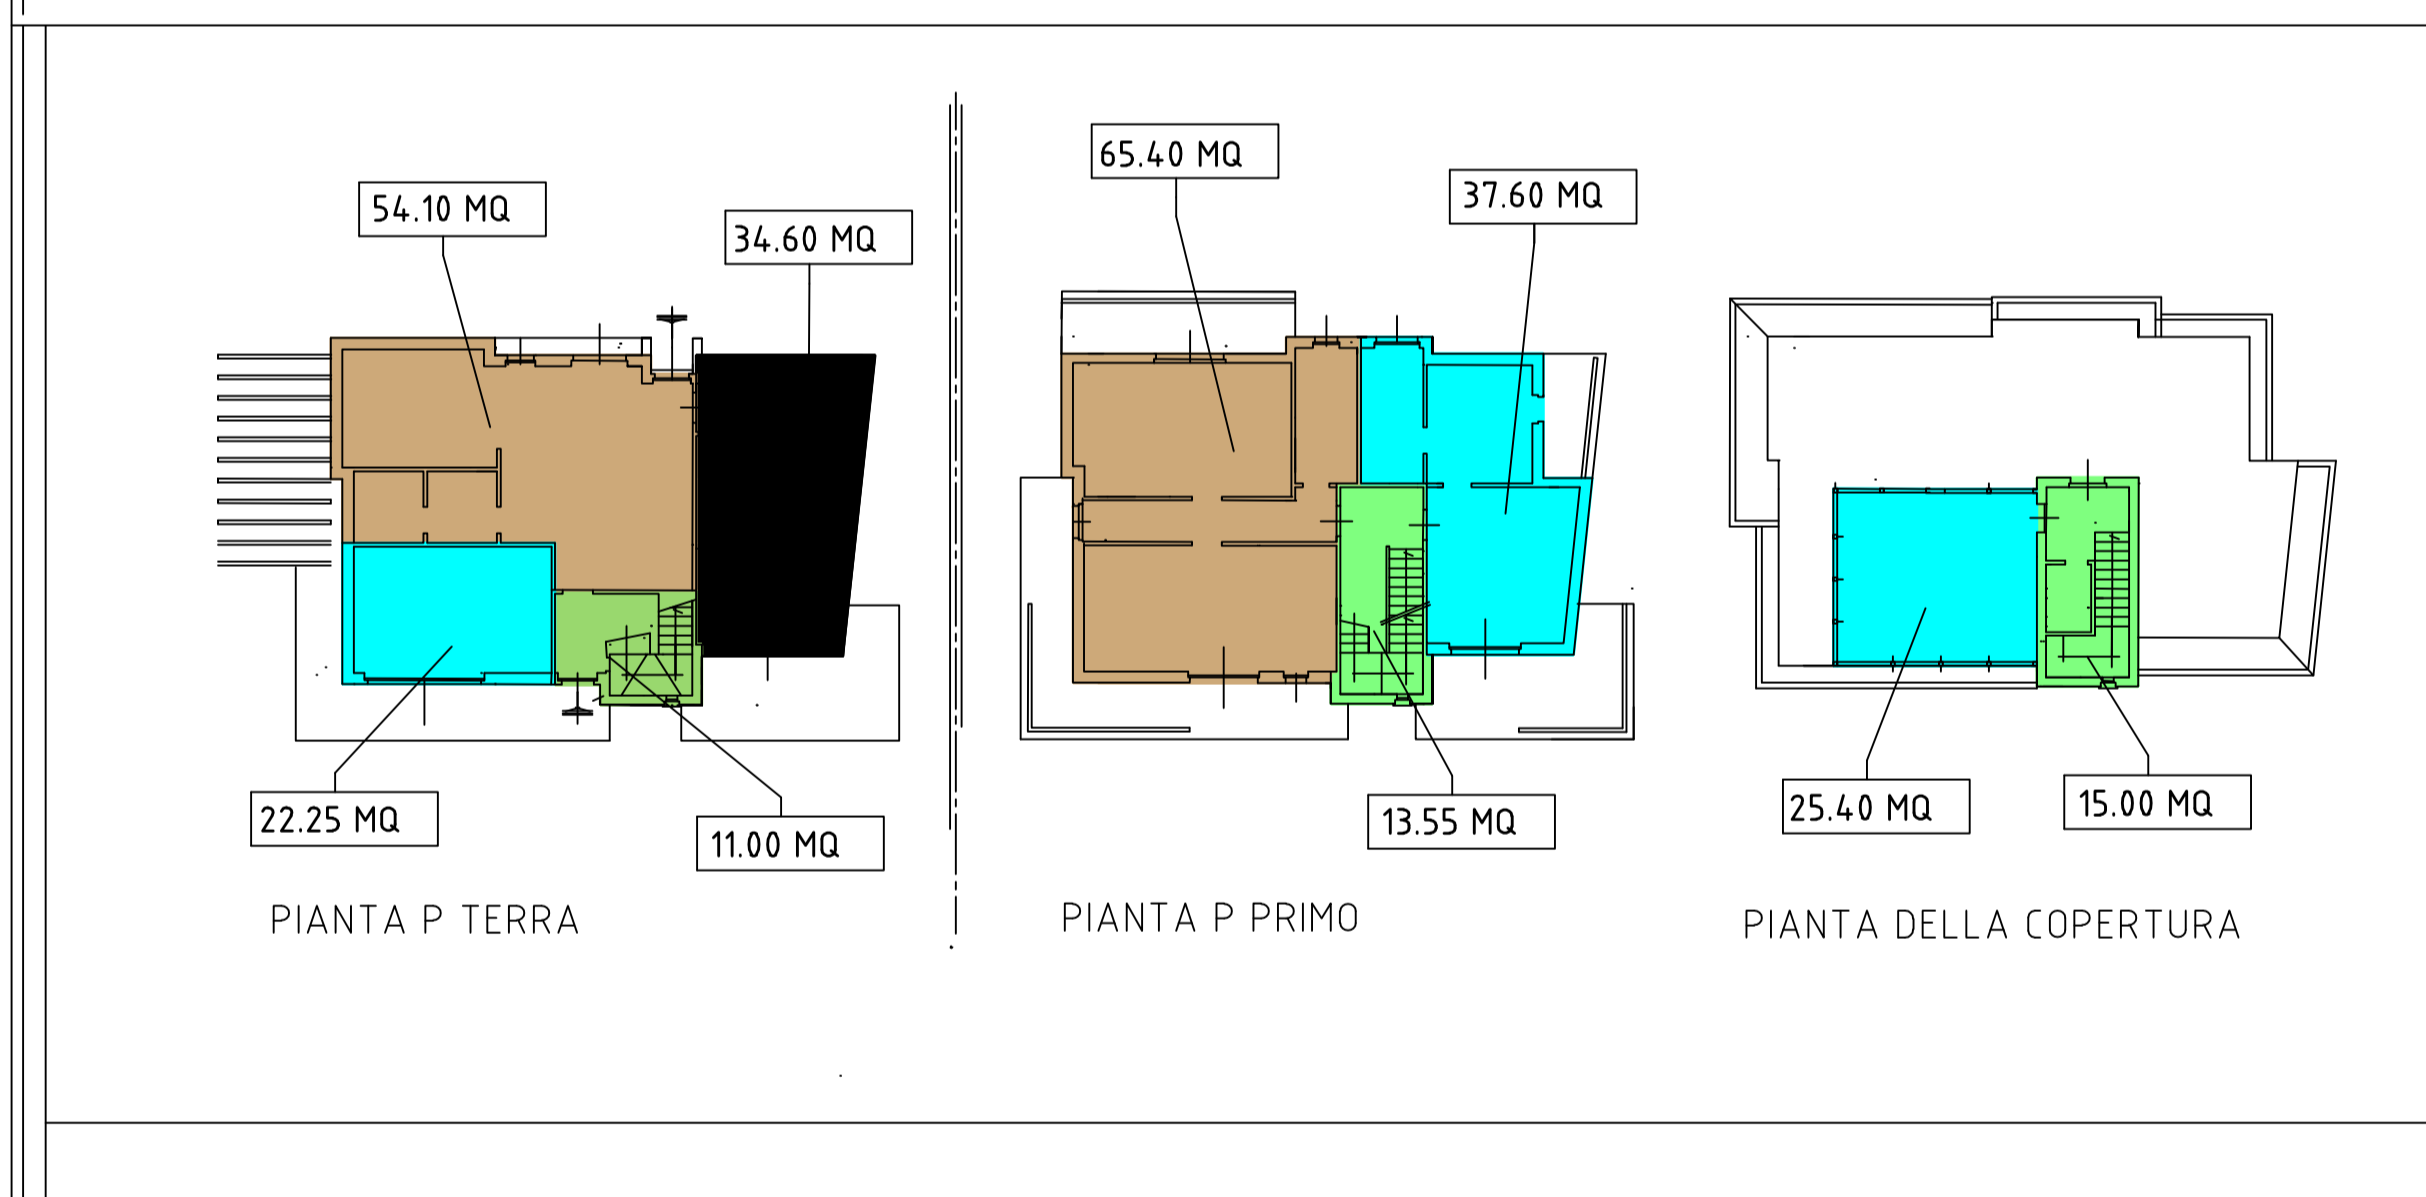 54.10 MQ
34.60 MQ
22.25 MQ
11.00 MQ
PIANTA P TERRA
65.40 MQ
37.60 MQ
13.55 MQ
PIANTA P PRIMO
25.40 MQ
15.00 MQ
PIANTA DELLA COPERTURA